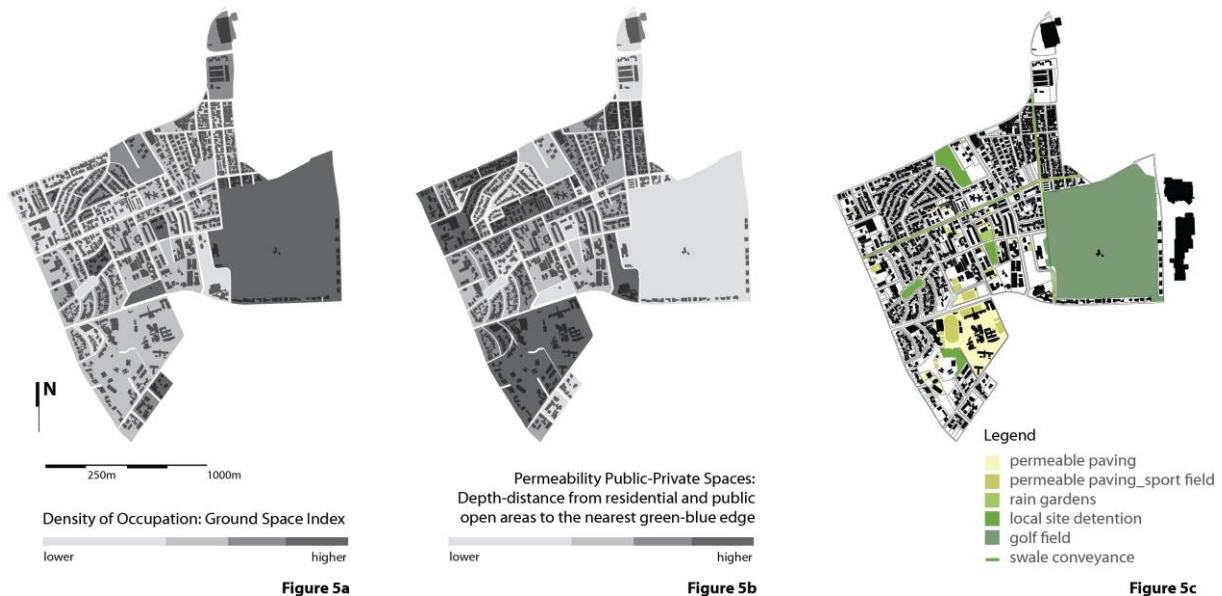 N
250m 1000m
Density of Occupation: Ground Space Index
lower higher
Figure 5a
Permeability Public-Private Spaces:
Depth-distance from residential and public
open areas to the nearest green-blue edge
lower higher
Figure 5b
Legend
permeable paving
permeable paving_sport field
rain gardens
local site detention
golf field
swale conveyance
Figure 5c